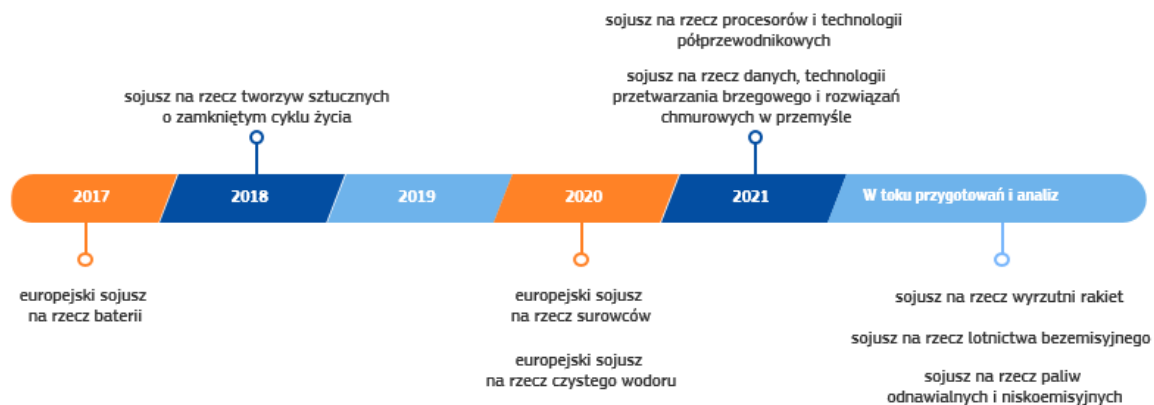 sojusz na rzecz procesorów i technologii
półprzewodnikowych
sojusz na rzecz tworzyw sztucznych
o zamkniętym cyklu życia
sojusz na rzecz danych, technologii
przetwarzania brzegowego i rozwiązań
chmurowych w przemyśle
2017
2018
2019
2020
2021
W toku przygotowań i analiz
europejski sojusz
na rzecz baterii
europejski sojusz
na rzecz surowców
europejski sojusz
na rzecz czystego wodoru
sojusz na rzecz wyrzutni rakiet
sojusz na rzecz lotnictwa bezemisyjnego
sojusz na rzecz paliw
odnawialnych i niskoemisyjnych